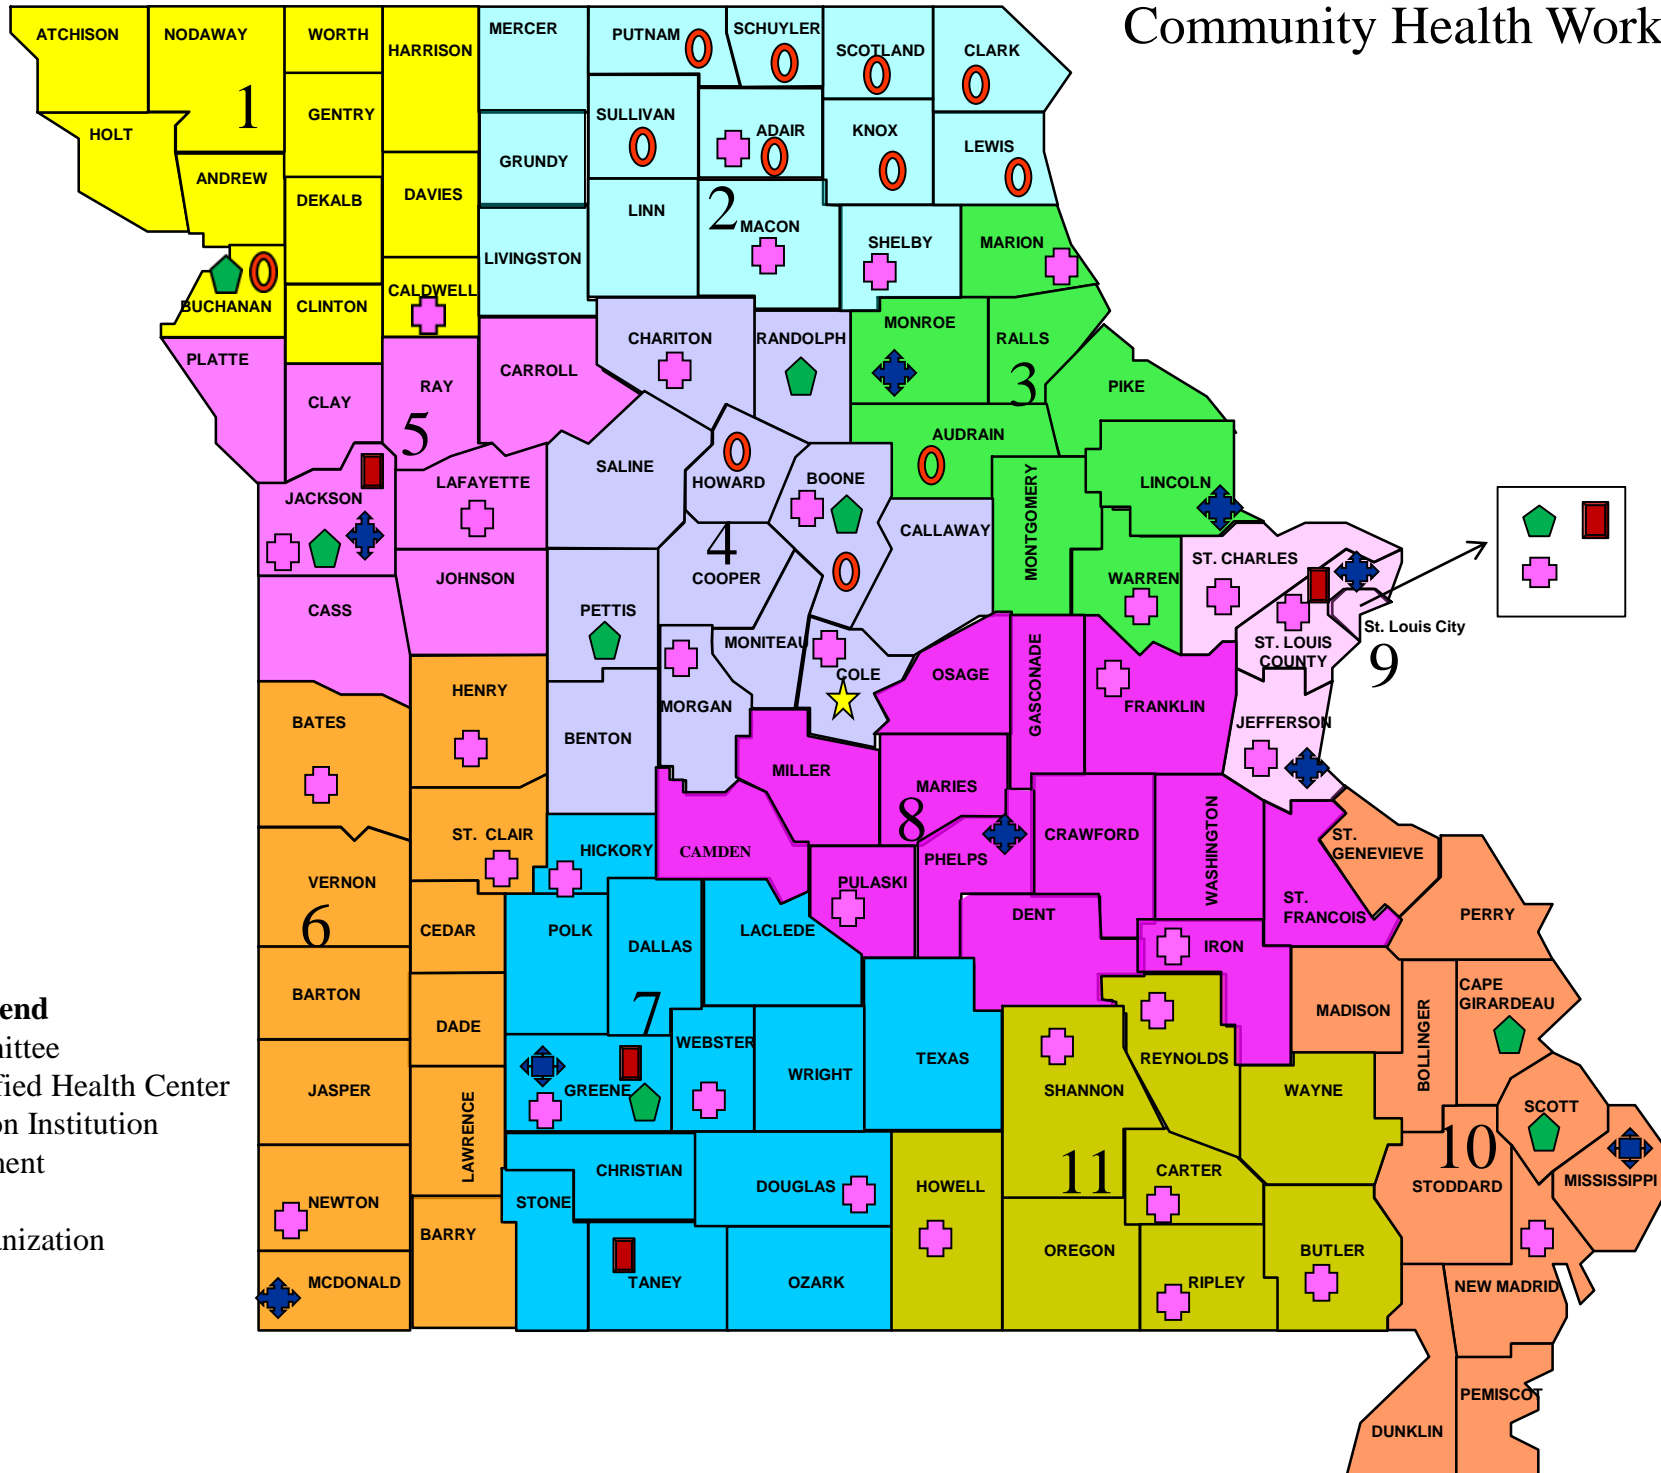 Community Health Work
ATCHISON
NODAWAY
WORTH
HARRISON
MERCER
PUTNAM
SCHUYLER
SCOTLAND
CLARK
HOLT
1
GENTRY
GRUNDY
SULLIVAN
ADAIR
KNOX
LEWIS
ANDREW
DEKALB
DAVIES
LINN
2
MACON
SHELBY
MARION
LIVINGSTON
BUCHANAN
CLINTON
CALDWELL
CHARITON
RANDOLPH
MONROE
RALLS
PLATTE
CLAY
RAY
CARROLL
3
PIKE
5
AUDRAIN
SALINE
HOWARD
BOONE
MONTGOMERY
LINCOLN
JACKSON
LAFAYETTE
CALLAWAY
4
COOPER
ST. CHARLES
WARREN
JOHNSON
CASS
PETTIS
MONITEAU
St. Louis City
ST. LOUIS
COUNTY
9
COLE
OSAGE
GASCONADE
FRANKLIN
HENRY
MORGAN
BATES
BENTON
JEFFERSON
MILLER
MARIES
8
ST. CLAIR
HICKORY
CAMDEN
PHELPS
CRAWFORD
WASHINGTON
ST.
GENEVIEVE
VERNON
PULASKI
6
CEDAR
POLK
DALLAS
LACLEDE
DENT
ST.
FRANCOIS
PERRY
IRON
BARTON
DADE
7
MADISON
BOLLINGER
CAPE
GIRARDEAU
WEBSTER
WRIGHT
TEXAS
REYNOLDS
JASPER
GREENE
SHANNON
WAYNE
SCOTT
LAWRENCE
CHRISTIAN
DOUGLAS
HOWELL
11
CARTER
10
STODDARD
MISSISSIPPI
NEWTON
STONE
BARRY
OREGON
BUTLER
MCDONALD
TANEY
OZARK
RIPLEY
NEW MADRID
PEMISCOT
DUNKLIN
end
ittee
fied Health Center
on Institution
nent
nization